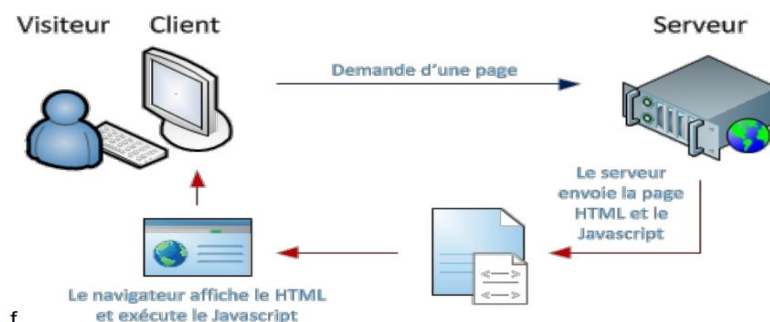 Visiteur Client Serveur
Demande d'une page
Le serveur
envoie la page
HTML et le
Javascript
<---->
<---->
Le navigateur affiche le HTML
et exécute le Javascript
f